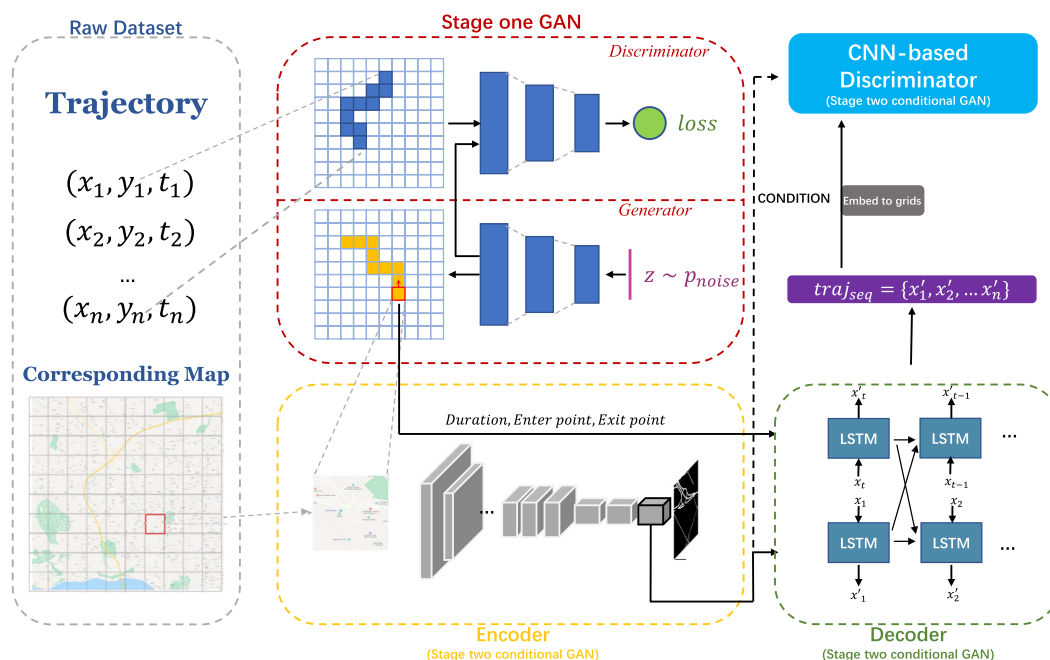 Raw Dataset
Trajectory
(x₁, y₁, t₁)
(x₂, y₂, t₂)
...
(xₙ, yₙ, tₙ)
Corresponding Map
Stage one GAN
Discriminator
loss
Generator
z ~ pₙₒᵢₛₑ
Duration, Enter point, Exit point
...
Encoder
(Stage two conditional GAN)
CNN-based
Discriminator
(Stage two conditional GAN)
CONDITION
Embed to grids
traj_seq = {x′₁, x′₂, … x′ₙ}
x′ₜ x′ₜ₋₁
LSTM LSTM ...
xₜ xₜ₋₁
x₁ x₂
LSTM LSTM ...
x′₁ x′₂
Decoder
(Stage two conditional GAN)